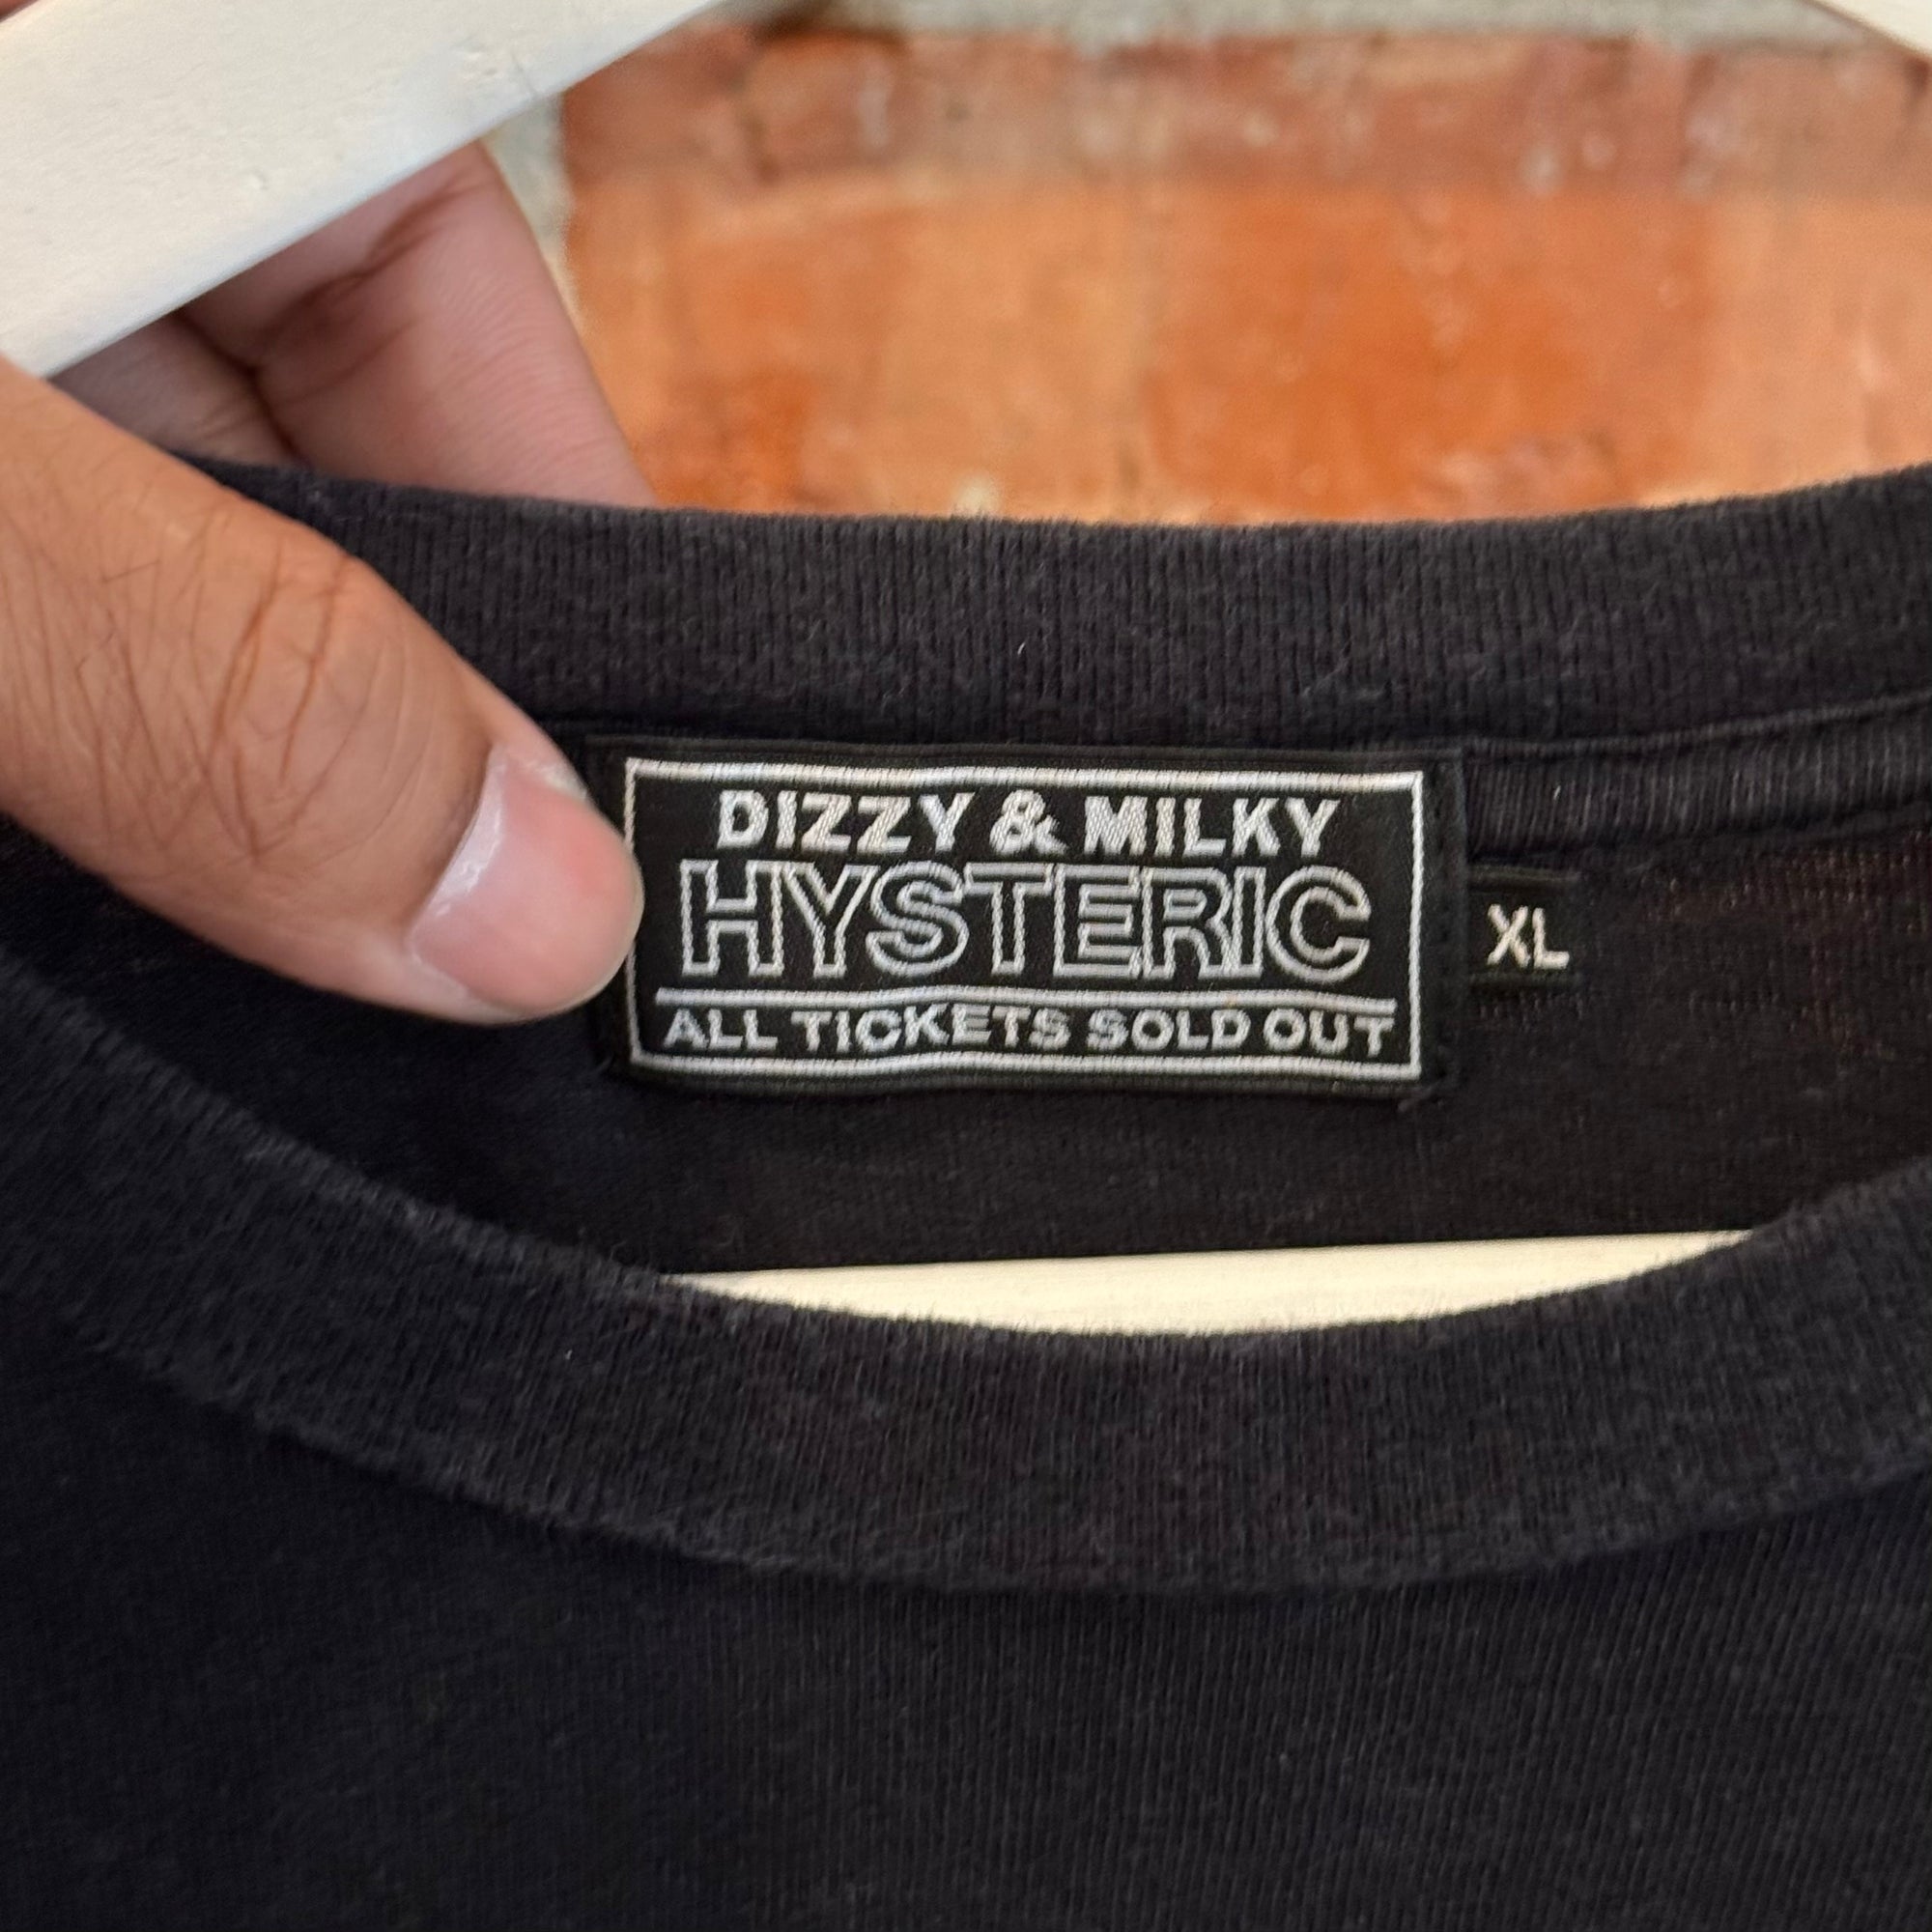 DIZZY & MILKY
HYSTERIC
ALL TICKETS SOLD OUT
XL